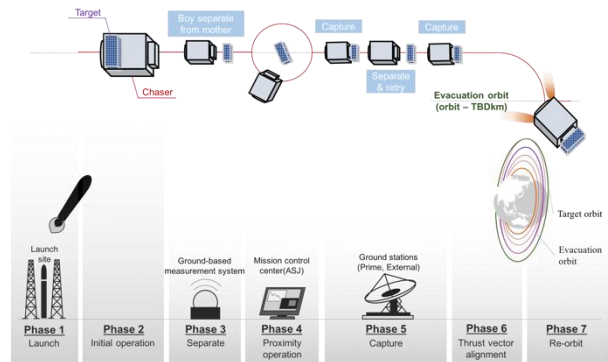 Target
Chaser
Boy separate
from mother
Capture
Separate
& retry
Capture
Evacuation orbit
(orbit – TBDkm)
Target orbit
Evacuation
orbit
Launch
site
Ground-based
measurement system
Mission control
center(ASJ)
Ground stations
(Prime, External)
Phase 1
Launch
Phase 2
Initial operation
Phase 3
Separate
Phase 4
Proximity
operation
Phase 5
Capture
Phase 6
Thrust vector
alignment
Phase 7
Re-orbit